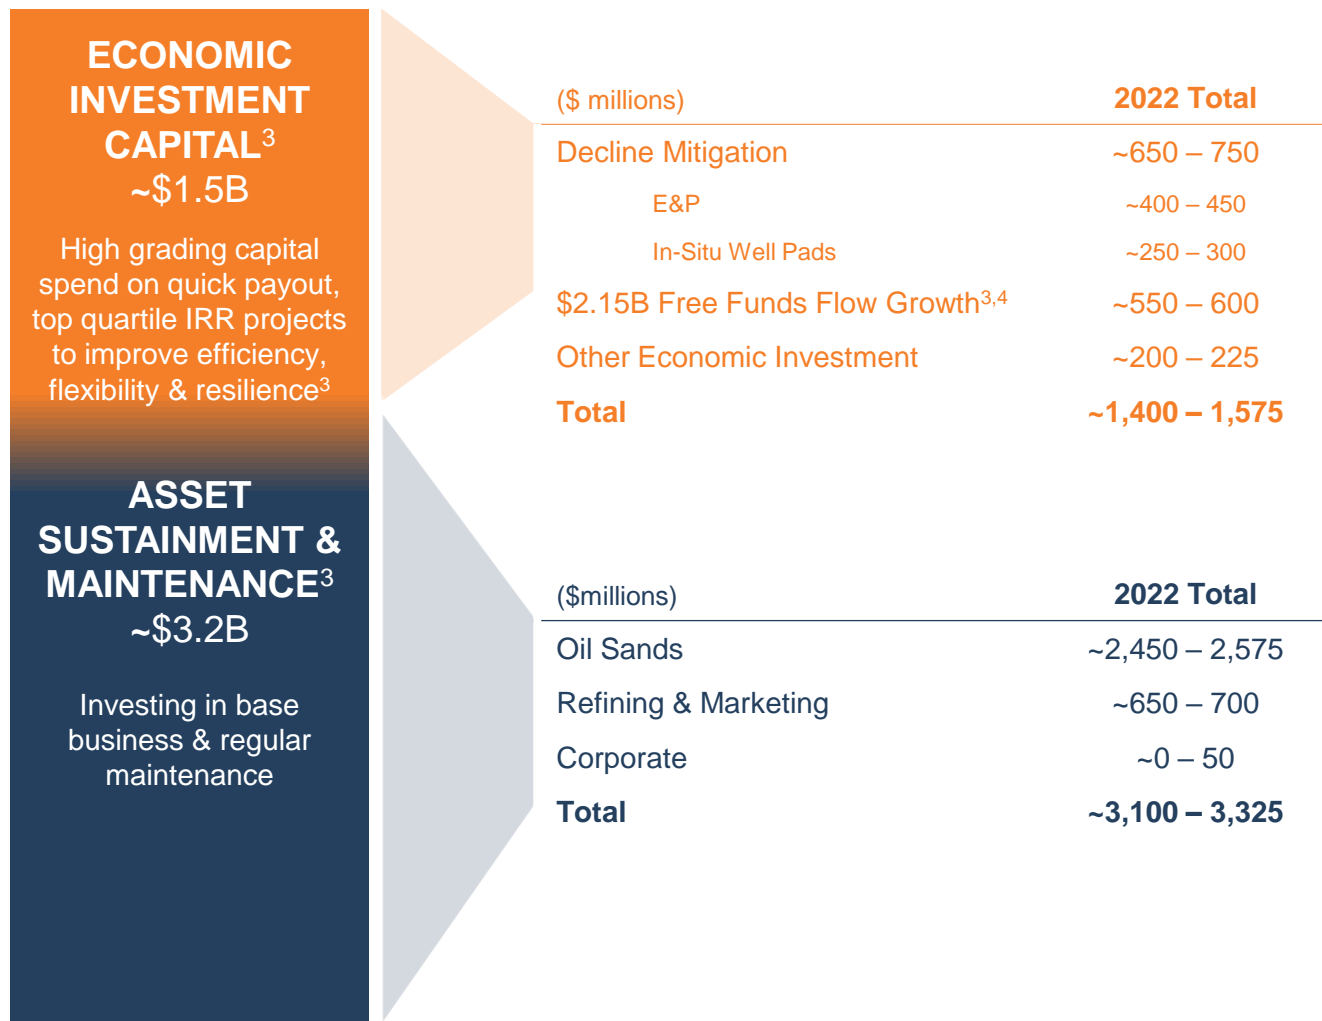 ECONOMIC
INVESTMENT
CAPITAL³
~$1.5B
High grading capital
spend on quick payout,
top quartile IRR projects
to improve efficiency,
flexibility & resilience³
ASSET
SUSTAINMENT &
MAINTENANCE³
~$3.2B
Investing in base
business & regular
maintenance
($ millions) 2022 Total
Decline Mitigation ~650 – 750
E&P ~400 – 450
In-Situ Well Pads ~250 – 300
$2.15B Free Funds Flow Growth³,⁴ ~550 – 600
Other Economic Investment ~200 – 225
Total ~1,400 – 1,575
($millions) 2022 Total
Oil Sands ~2,450 – 2,575
Refining & Marketing ~650 – 700
Corporate ~0 – 50
Total ~3,100 – 3,325